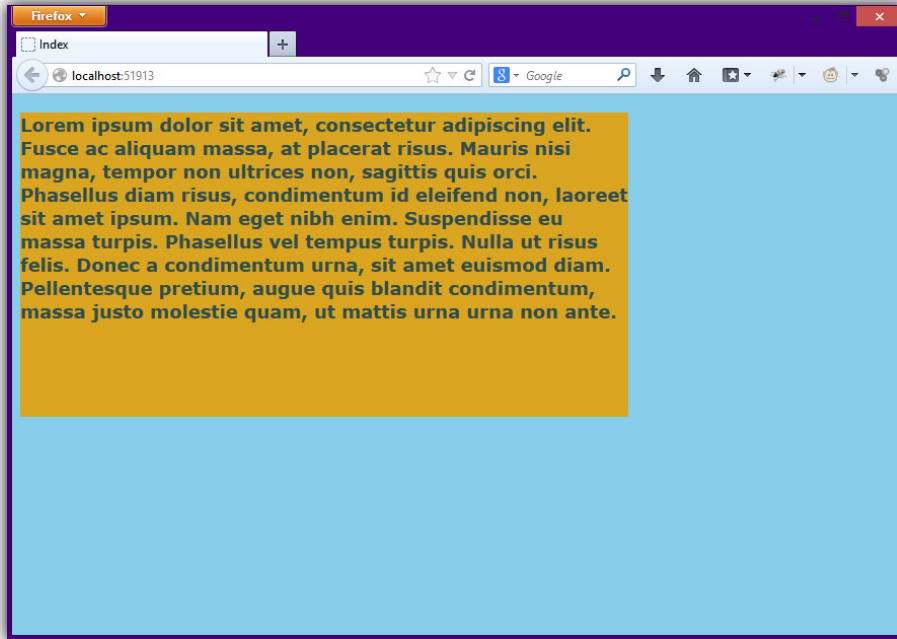 Firefox
Index
localhost:51913
Google
Lorem ipsum dolor sit amet, consectetur adipiscing elit.
Fusce ac aliquam massa, at placerat risus. Mauris nisi
magna, tempor non ultrices non, sagittis quis orci.
Phasellus diam risus, condimentum id eleifend non, laoreet
sit amet ipsum. Nam eget nibh enim. Suspendisse eu
massa turpis. Phasellus vel tempus turpis. Nulla ut risus
felis. Donec a condimentum urna, sit amet euismod diam.
Pellentesque pretium, augue quis blandit condimentum,
massa justo molestie quam, ut mattis urna urna non ante.